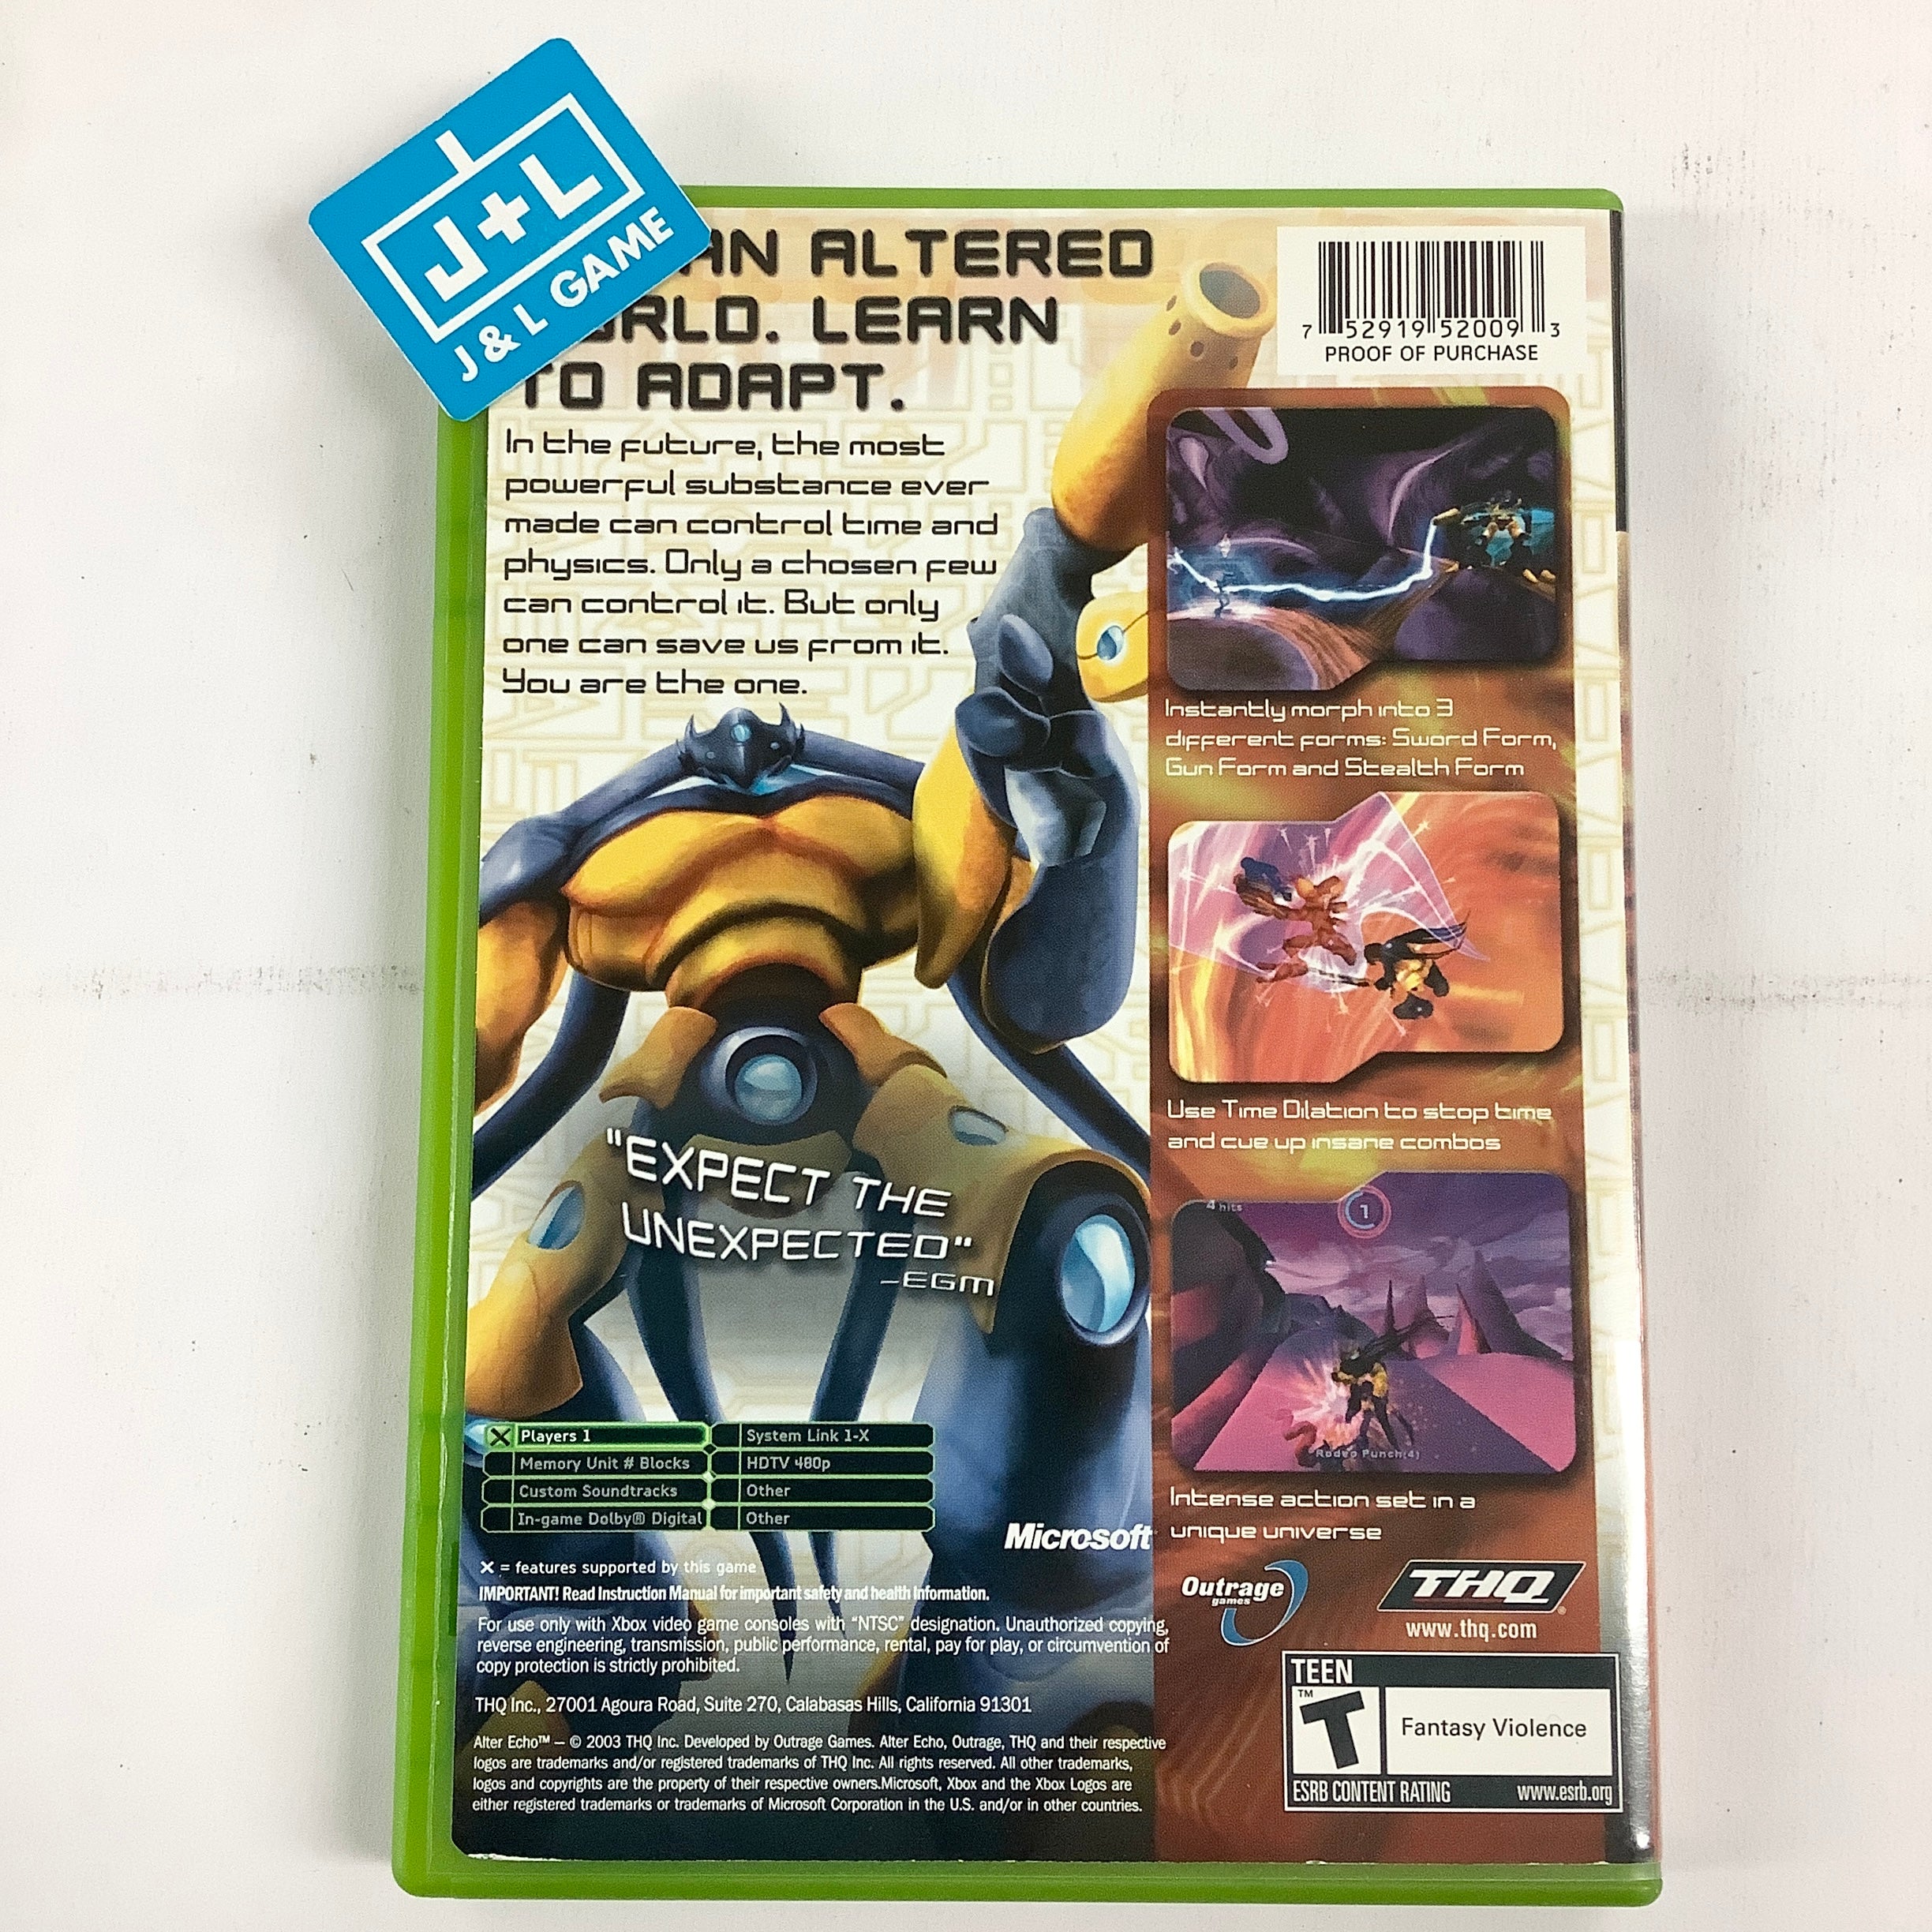 J+L
J & L GAME
AN ALTERED
WORLD. LEARN
TO ADAPT.
In the future, the most
powerful substance ever
made can control time and
physics. Only a chosen few
can control it. But only
one can save us from it.
You are the one.
7 52919 52009 3
PROOF OF PURCHASE
Instantly morph into 3
different forms: Sword Form,
Gun Form and Stealth Form
Use Time Dilation to stop time
and cue up insane combos
4 hits
1
Rodeo Punch(4)
Intense action set in a
unique universe
"EXPECT THE
UNEXPECTED"
-EGM
X Players 1
Memory Unit # Blocks
Custom Soundtracks
In-game Dolby® Digital
System Link 1-X
HDTV 480p
Other
Other
Microsoft
X = features supported by this game
IMPORTANT! Read Instruction Manual for important safety and health information.
For use only with Xbox video game consoles with "NTSC" designation. Unauthorized copying,
reverse engineering, transmission, public performance, rental, pay for play, or circumvention of
copy protection is strictly prohibited.
THQ Inc., 27001 Agoura Road, Suite 270, Calabasas Hills, California 91301
Alter Echo™ – © 2003 THQ Inc. Developed by Outrage Games. Alter Echo, Outrage, THQ and their respective
logos are trademarks and/or registered trademarks of THQ Inc. All rights reserved. All other trademarks,
logos and copyrights are the property of their respective owners.Microsoft, Xbox and the Xbox Logos are
either registered trademarks or trademarks of Microsoft Corporation in the U.S. and/or in other countries.
Outrage
games
THQ®
www.thq.com
TEEN
T™
Fantasy Violence
ESRB CONTENT RATING www.esrb.org